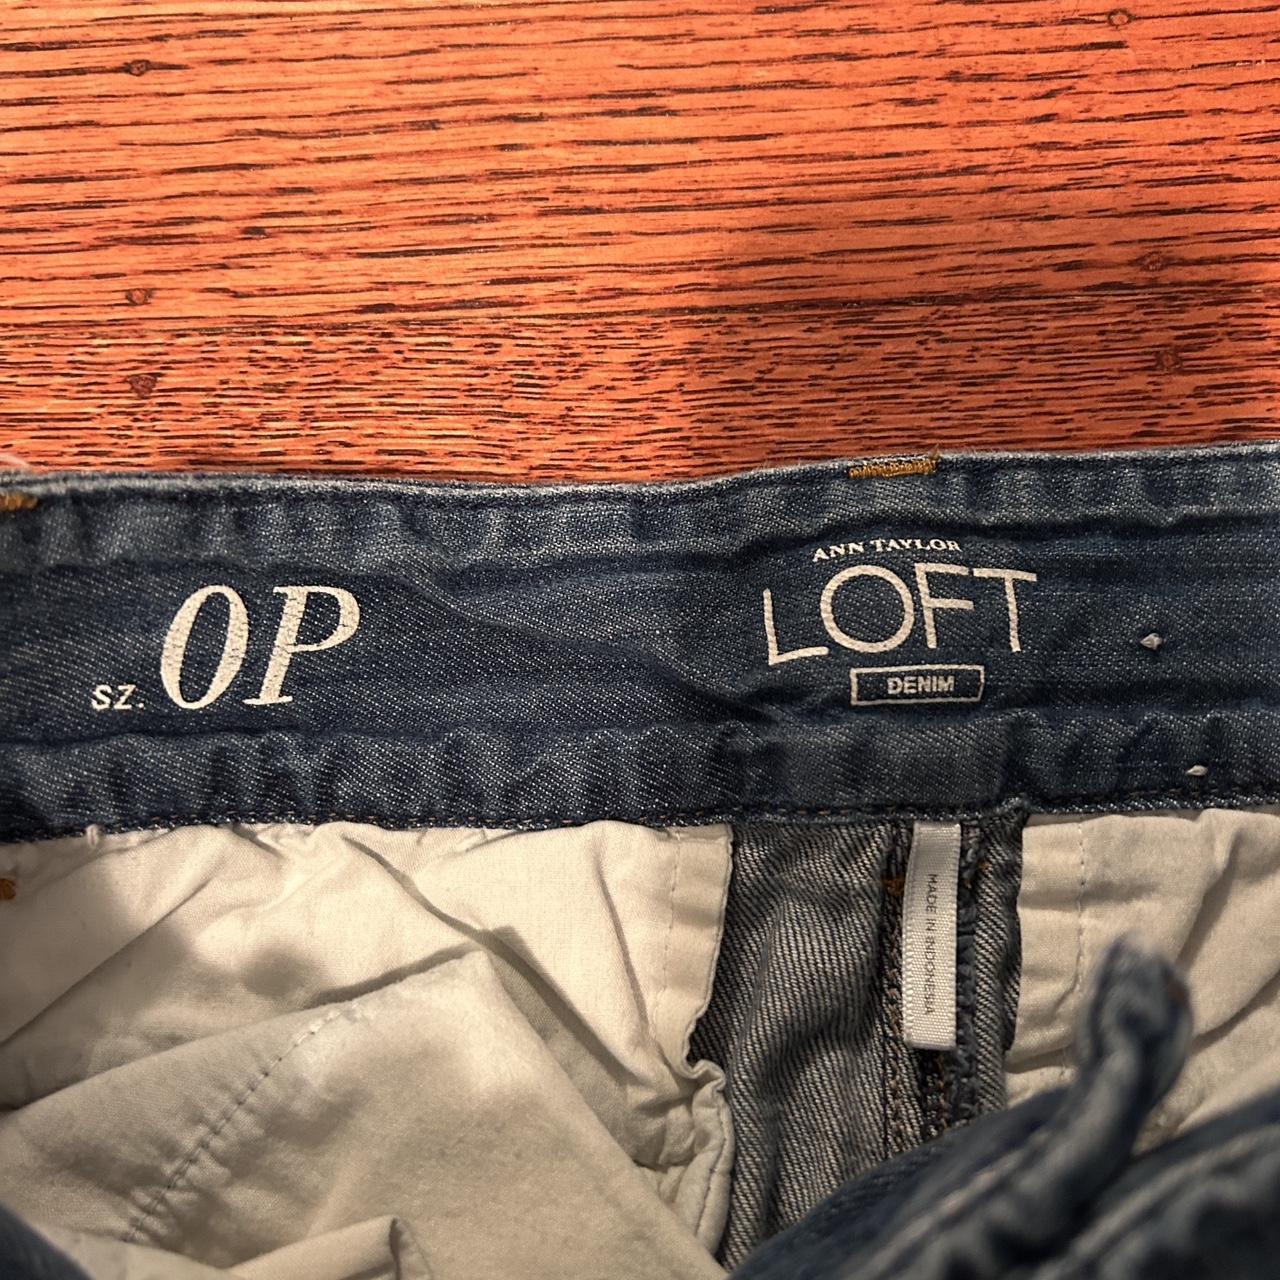 SZ. 0P
ANN TAYLOR
LOFT
DENIM
MADE IN INDONESIA